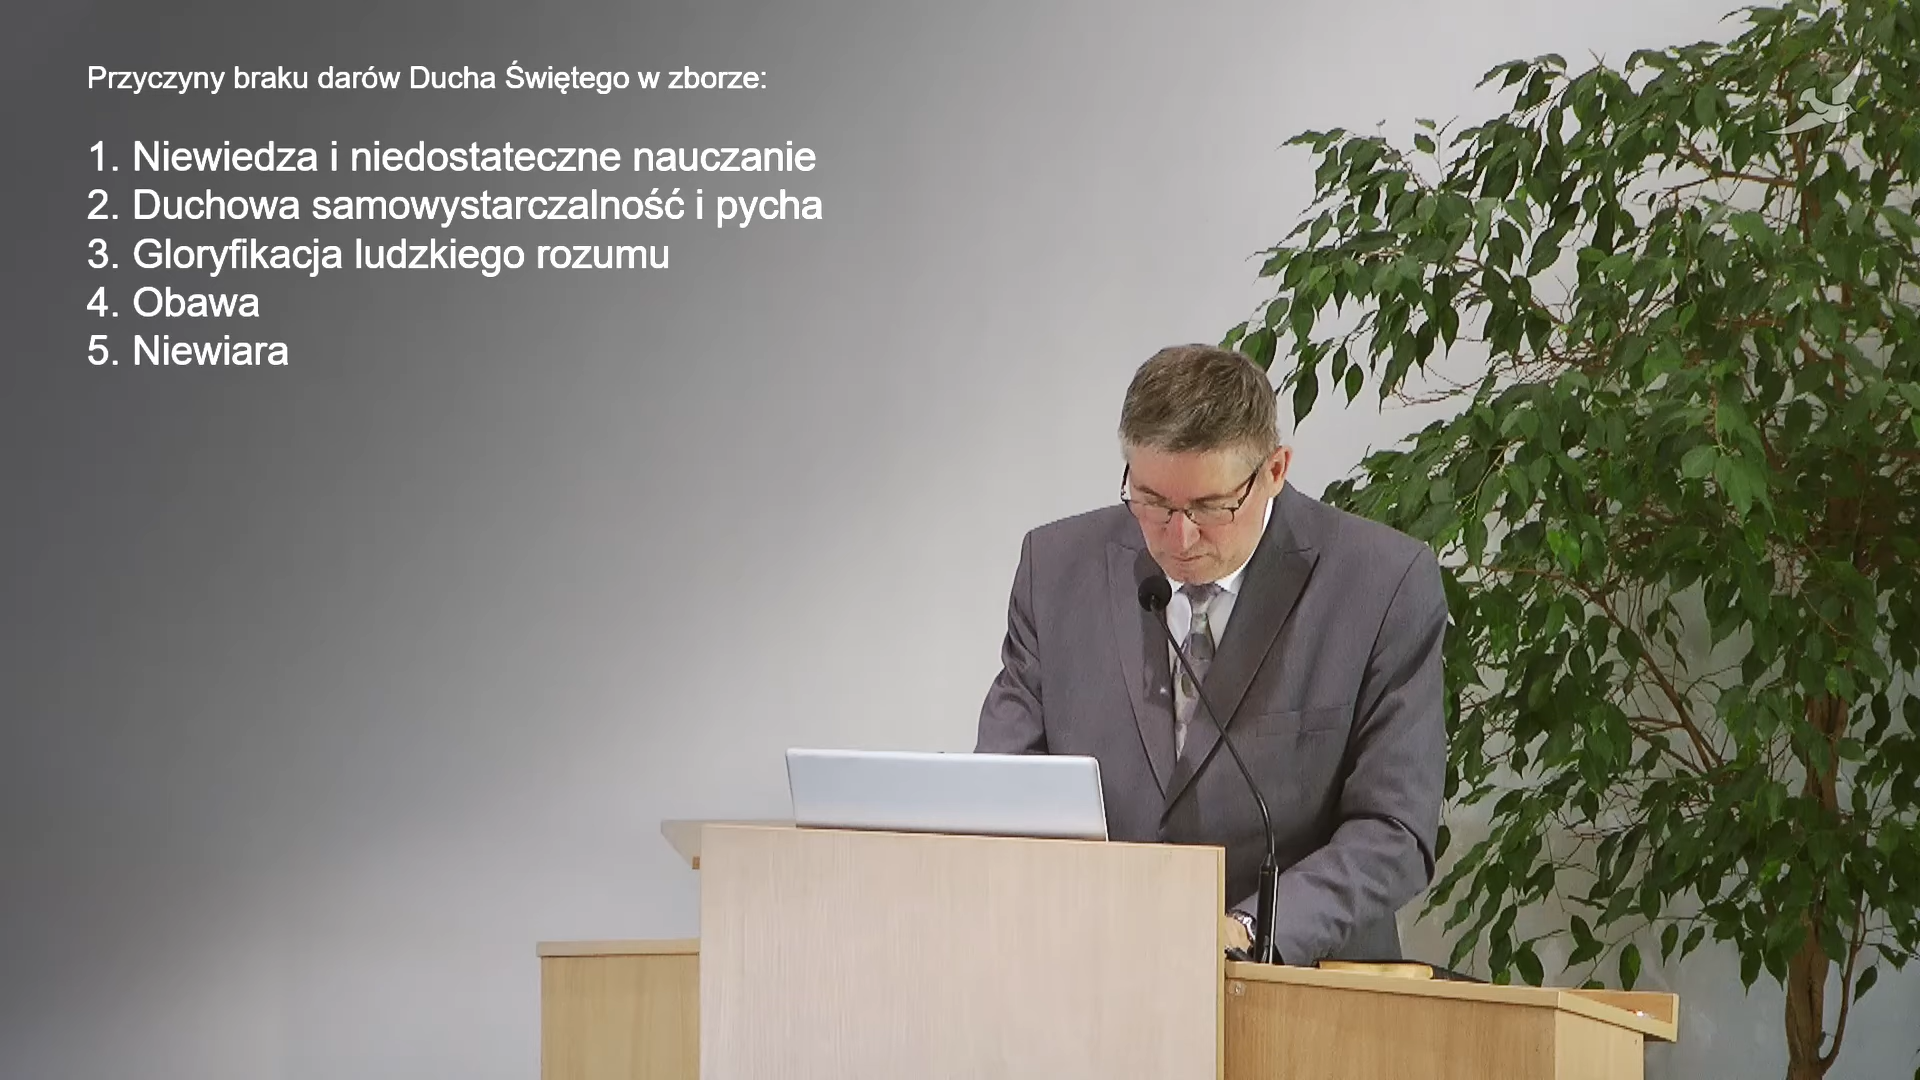 Przyczyny braku darów Ducha Świętego w zborze:
1. Niewiedza i niedostateczne nauczanie
2. Duchowa samowystarczalność i pycha
3. Gloryfikacja ludzkiego rozumu
4. Obawa
5. Niewiara